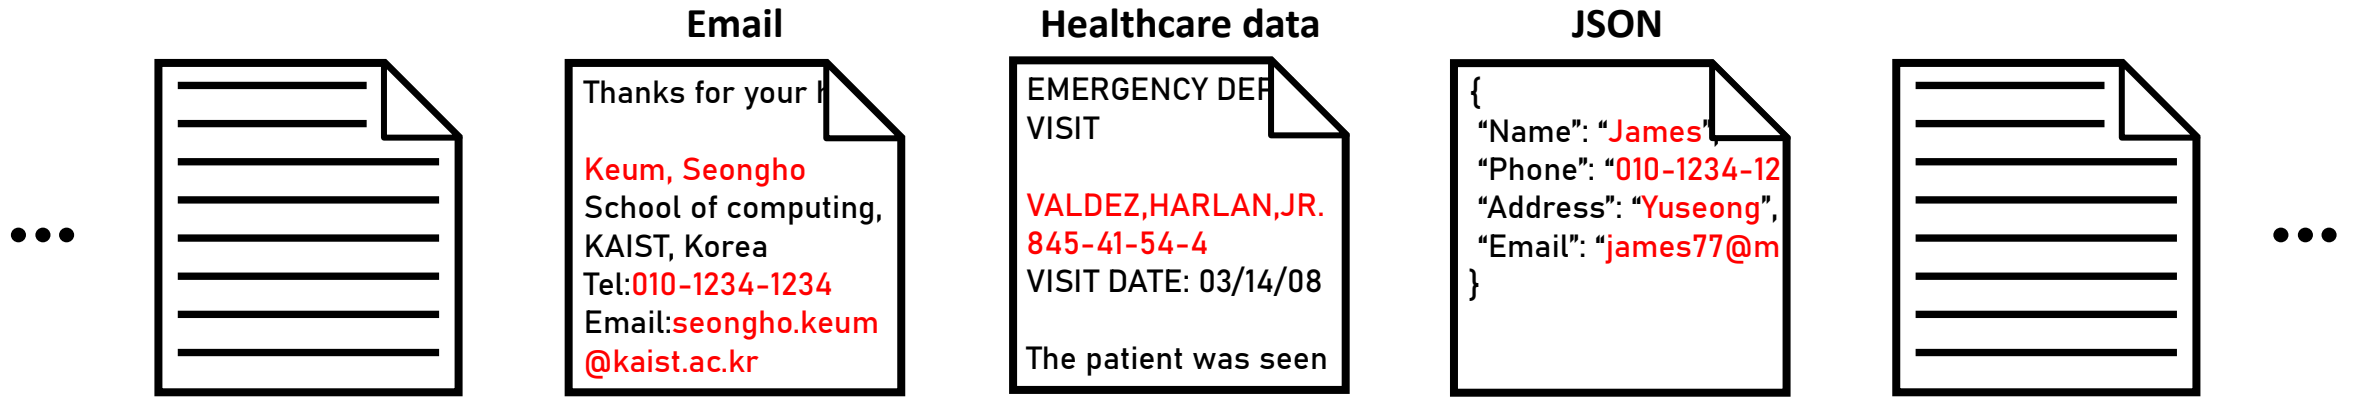 Email
Thanks for your
Keum, Seongho
School of computing,
KAIST, Korea
Tel:010-1234-1234
Email:seongho.keum
@kaist.ac.kr
Healthcare data
EMERGENCY DEP
VISIT
VALDEZ,HARLAN,JR.
845-41-54-4
VISIT DATE: 03/14/08
The patient was seen
JSON
{
“Name”: “James”,
“Phone”: “010-1234-12
“Address”: “Yuseong”,
“Email”: “james77@m
}